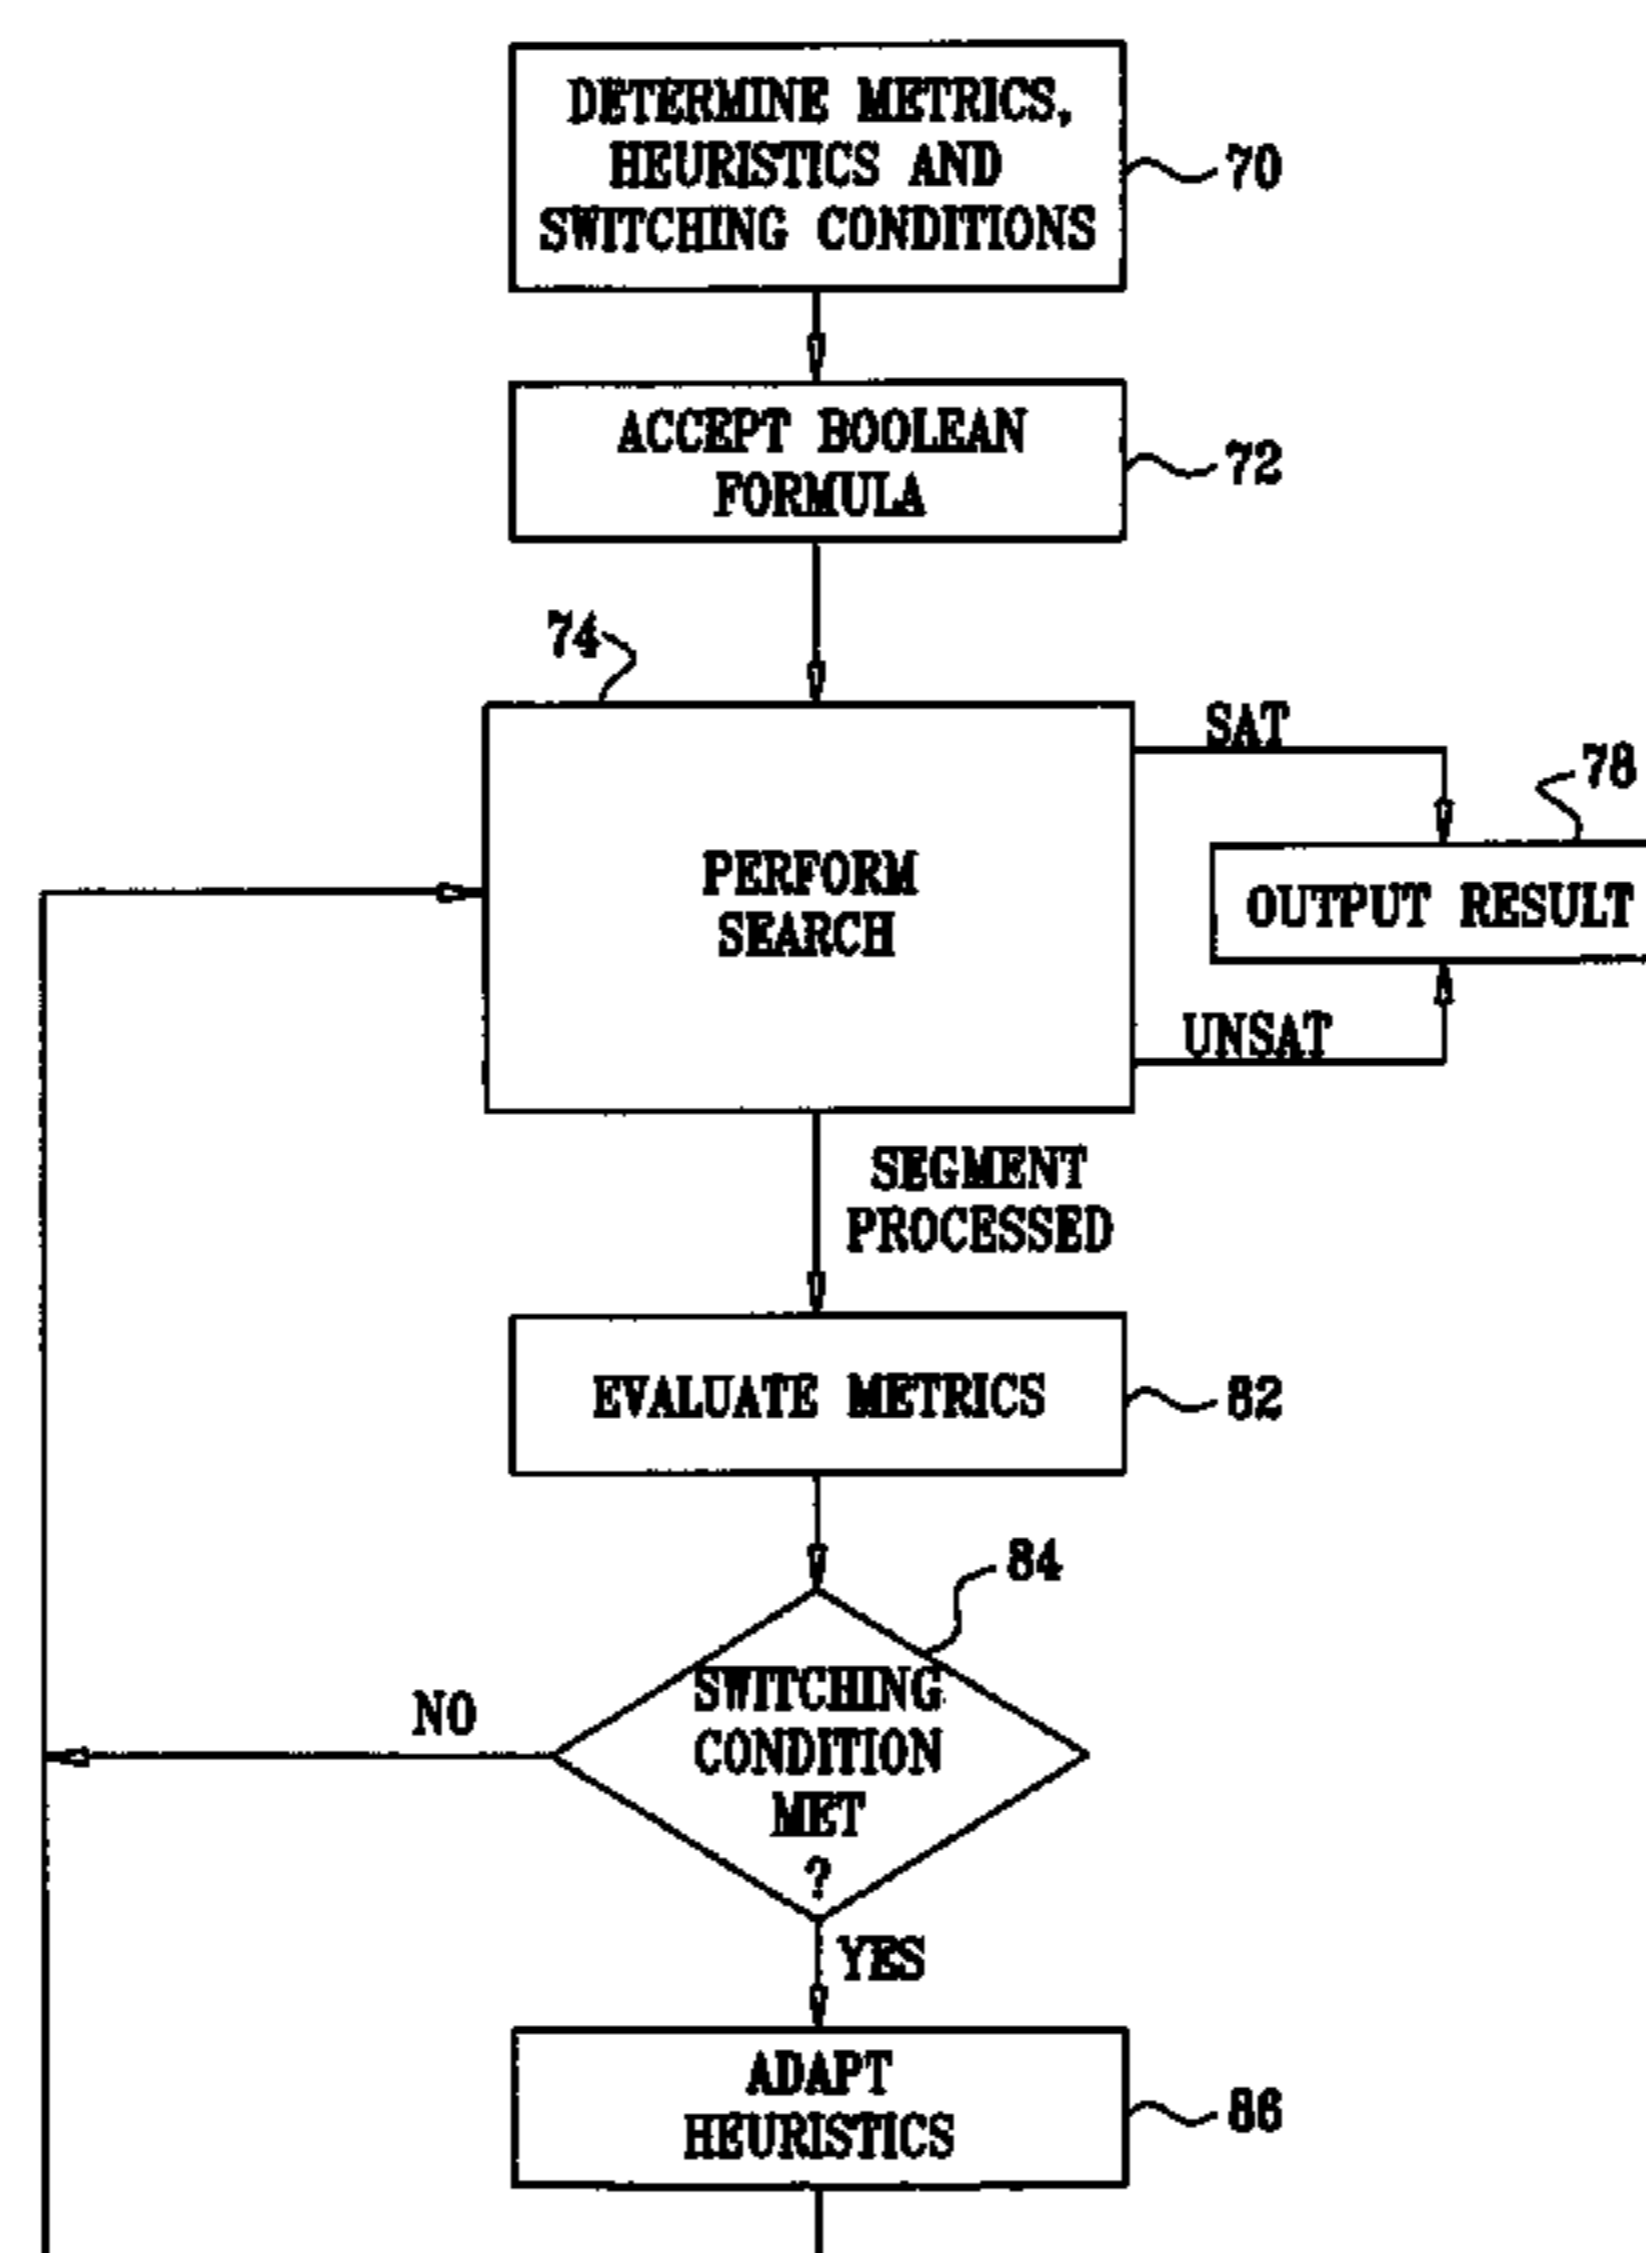 DETERMINE METRICS,
HEURISTICS AND
SWITCHING CONDITIONS
70
ACCEPT BOOLEAN
FORMULA
72
74
PERFORM
SEARCH
SAT
78
OUTPUT RESULT
UNSAT
SEGMENT
PROCESSED
EVALUATE METRICS
82
84
SWITCHING
CONDITION
MET
?
NO
YES
ADAPT
HEURISTICS
86